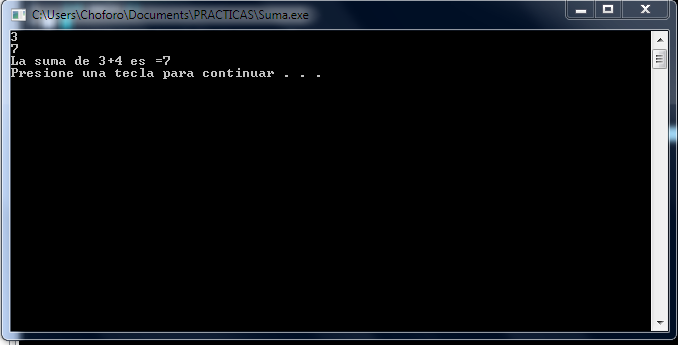 C:\Users\Choforo\Documents\PRACTICAS\Suma.exe
3
7
La suma de 3+4 es =7
Presione una tecla para continuar . . .